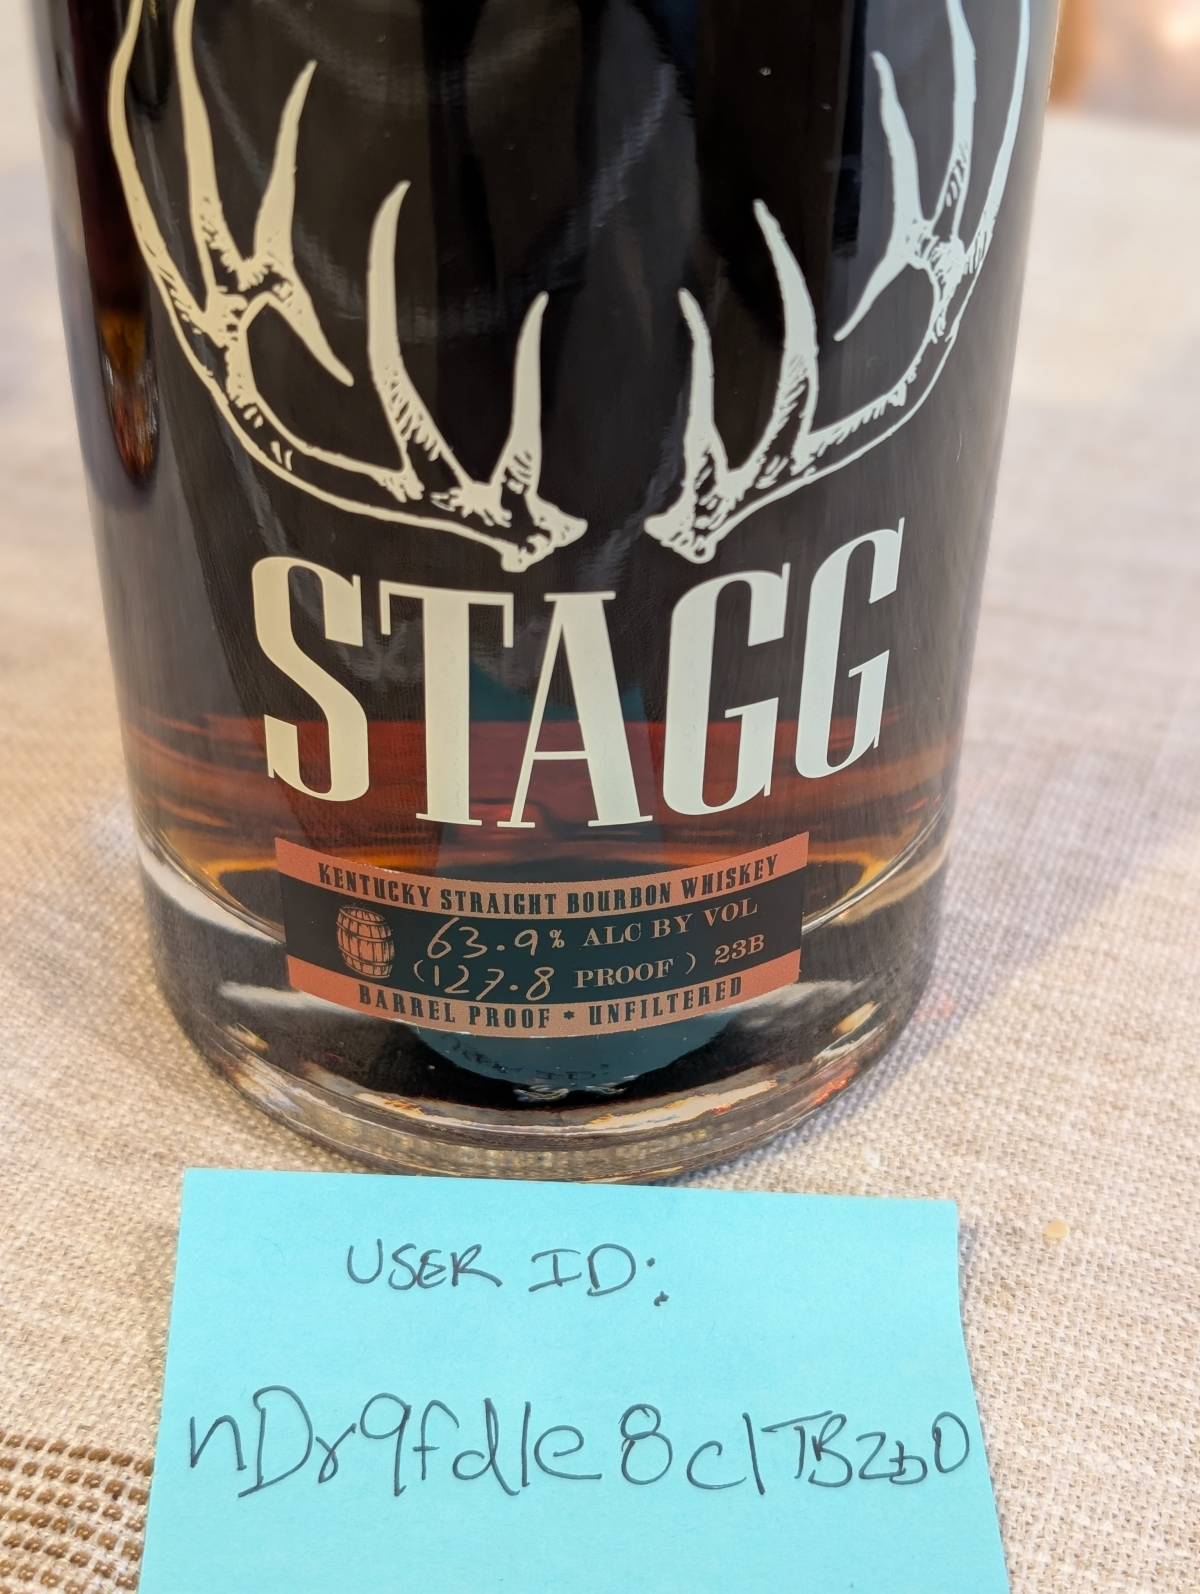 STAGG
KENTUCKY STRAIGHT BOURBON WHISKEY
63.9% ALC BY VOL
(127.8 PROOF) 23B
BARREL PROOF * UNFILTERED
USER ID:
nDr9fdle8clTBZbD